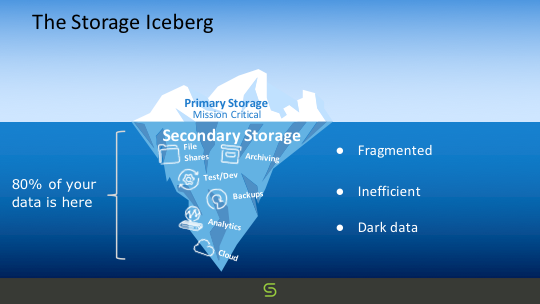 The Storage Iceberg
Primary Storage
Mission Critical
Secondary Storage
File
Shares
Archiving
Test/Dev
Backups
Analytics
Cloud
80% of your
data is here
● Fragmented
● Inefficient
● Dark data